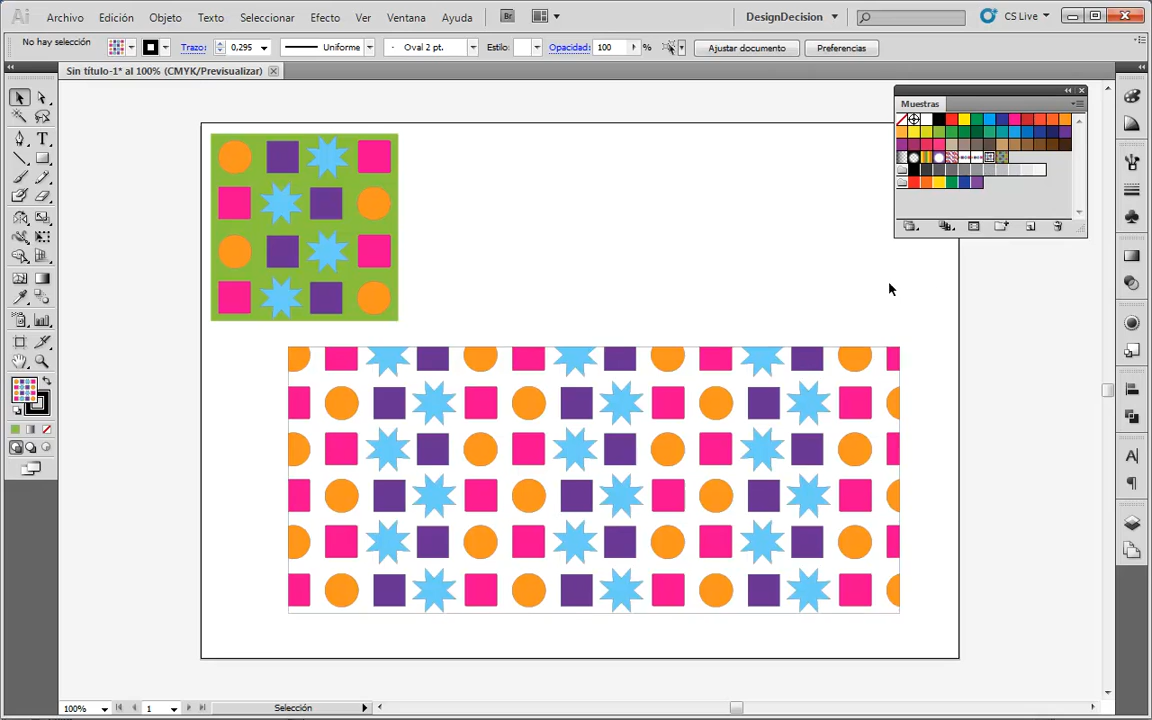 Ai Archivo Edición Objeto Texto Seleccionar Efecto Ver Ventana Ayuda Br DesignDecision CS Live
No hay selección Trazo: 0,295 Uniforme Oval 2 pt. Estilo: Opacidad: 100 % Ajustar documento Preferencias
Sin título-1* al 100% (CMYK/Previsualizar)
Muestras
100% 1 Selección